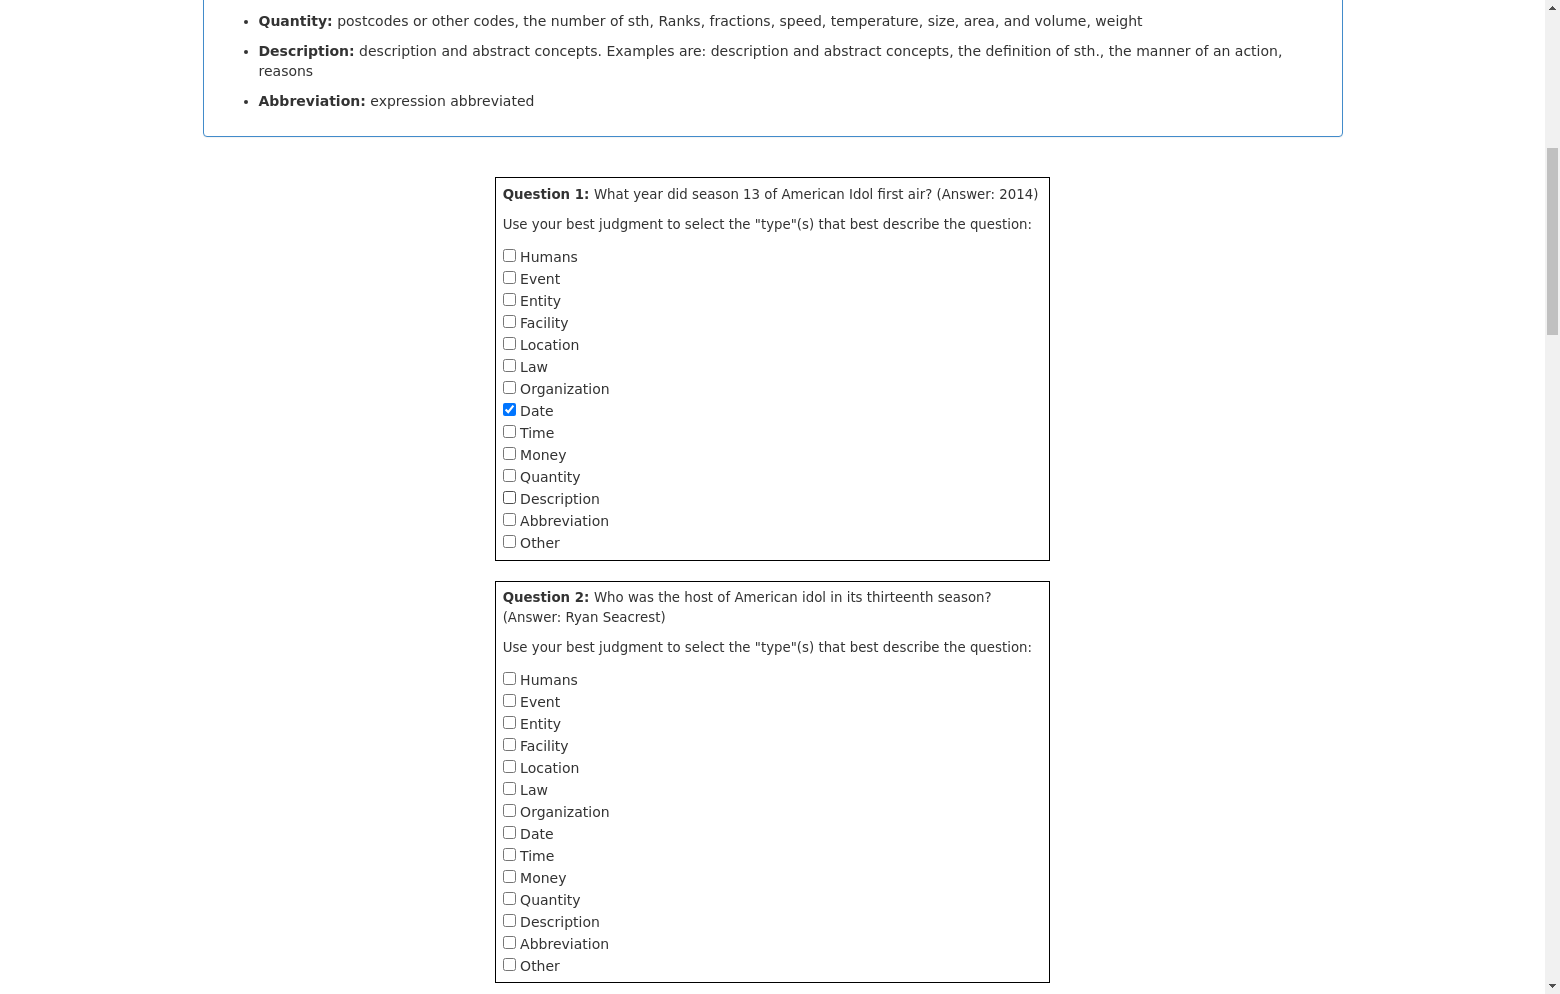 Quantity: postcodes or other codes, the number of sth, Ranks, fractions, speed, temperature, size, area, and volume, weight
Description: description and abstract concepts. Examples are: description and abstract concepts, the definition of sth., the manner of an action,
reasons
Abbreviation: expression abbreviated
Question 1: What year did season 13 of American Idol first air? (Answer: 2014)
Use your best judgment to select the "type"(s) that best describe the question:
Humans
Event
Entity
Facility
Location
Law
Organization
Date
Time
Money
Quantity
Description
Abbreviation
Other
Question 2: Who was the host of American idol in its thirteenth season?
(Answer: Ryan Seacrest)
Use your best judgment to select the "type"(s) that best describe the question:
Humans
Event
Entity
Facility
Location
Law
Organization
Date
Time
Money
Quantity
Description
Abbreviation
Other